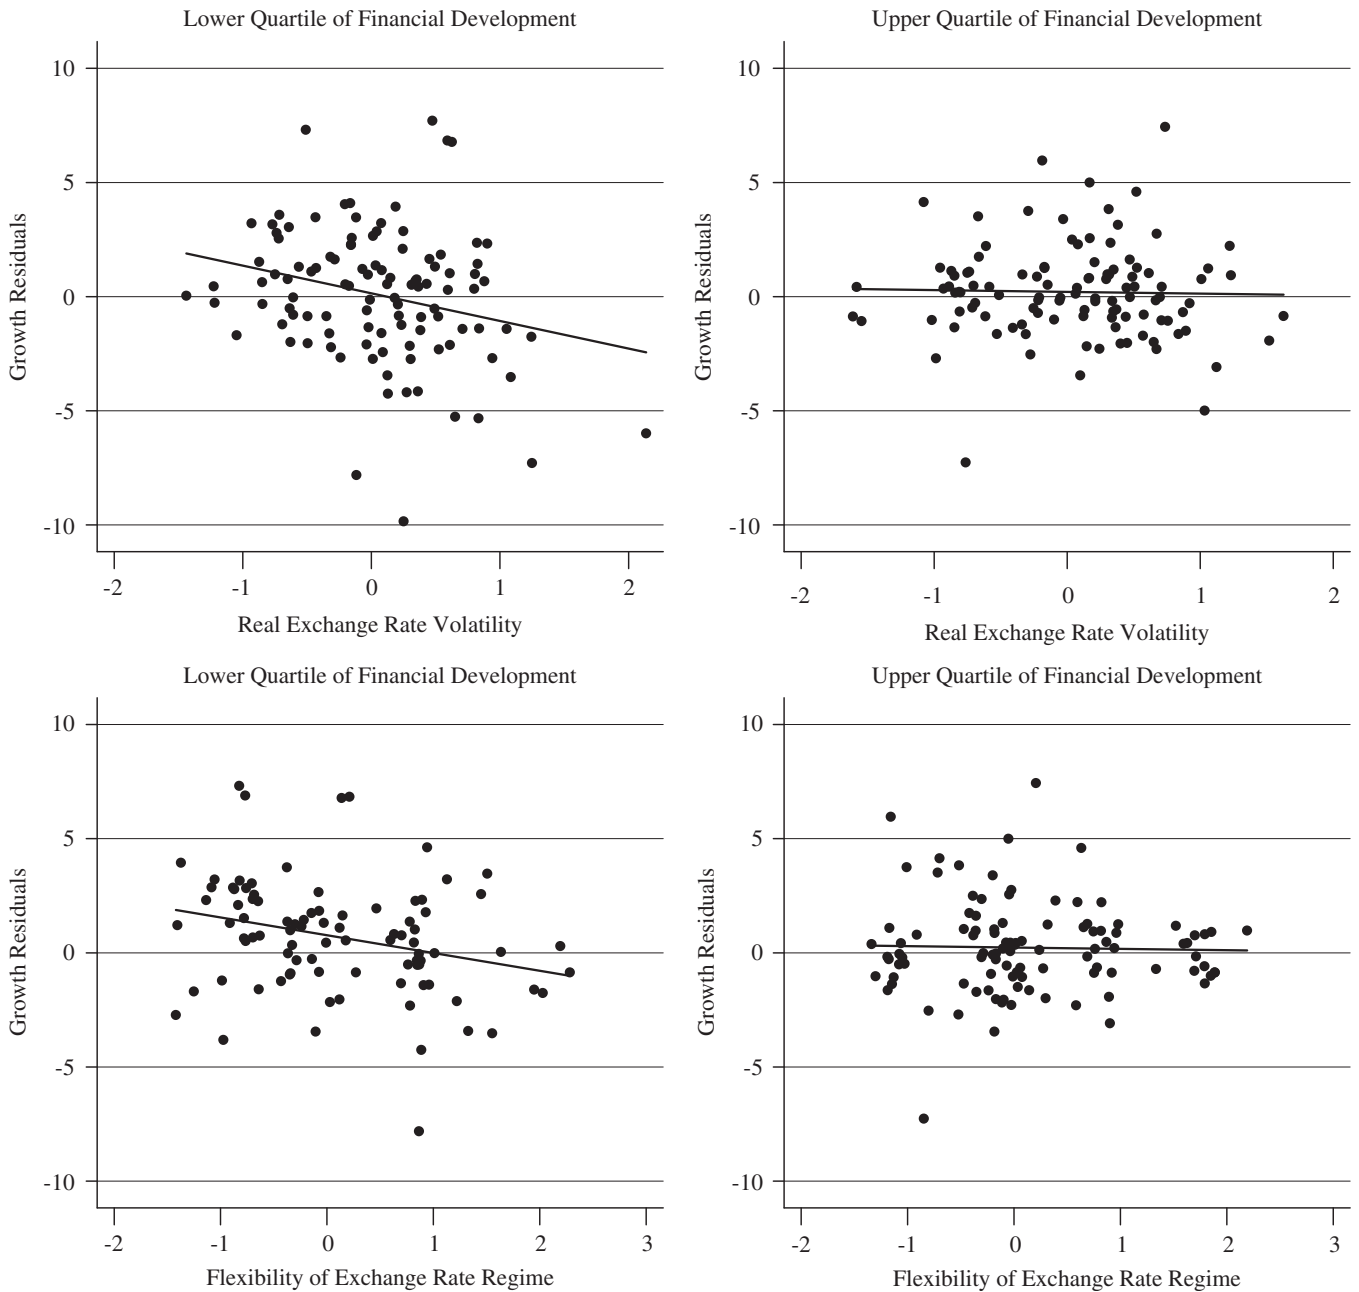 Lower Quartile of Financial Development
10
5
0
-5
-10
Growth Residuals
-2 -1 0 1 2
Real Exchange Rate Volatility
Upper Quartile of Financial Development
10
5
0
-5
-10
Growth Residuals
-2 -1 0 1 2
Real Exchange Rate Volatility
Lower Quartile of Financial Development
10
5
0
-5
-10
Growth Residuals
-2 -1 0 1 2 3
Flexibility of Exchange Rate Regime
Upper Quartile of Financial Development
10
5
0
-5
-10
Growth Residuals
-2 -1 0 1 2 3
Flexibility of Exchange Rate Regime